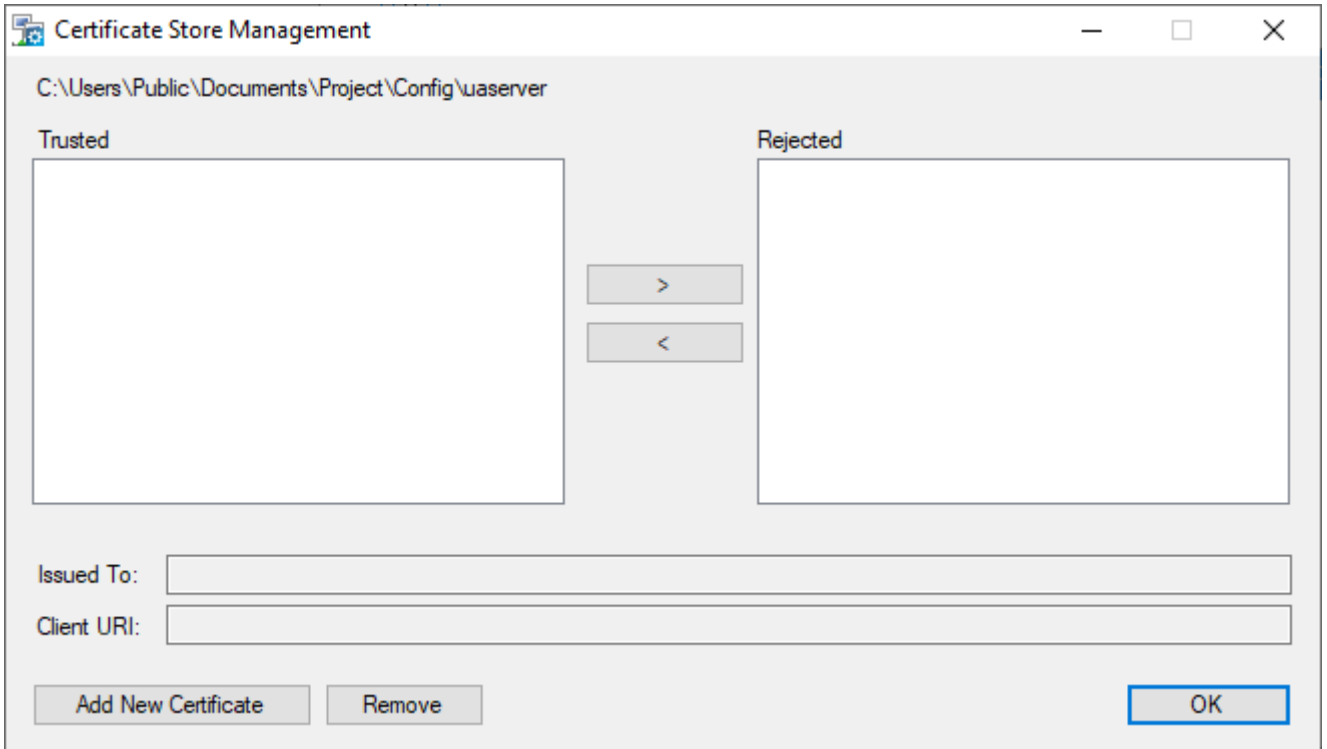 Certificate Store Management
C:\Users\Public\Documents\Project\Config\uaserver
Trusted
Rejected
>
<
Issued To:
Client URI:
Add New Certificate
Remove
OK